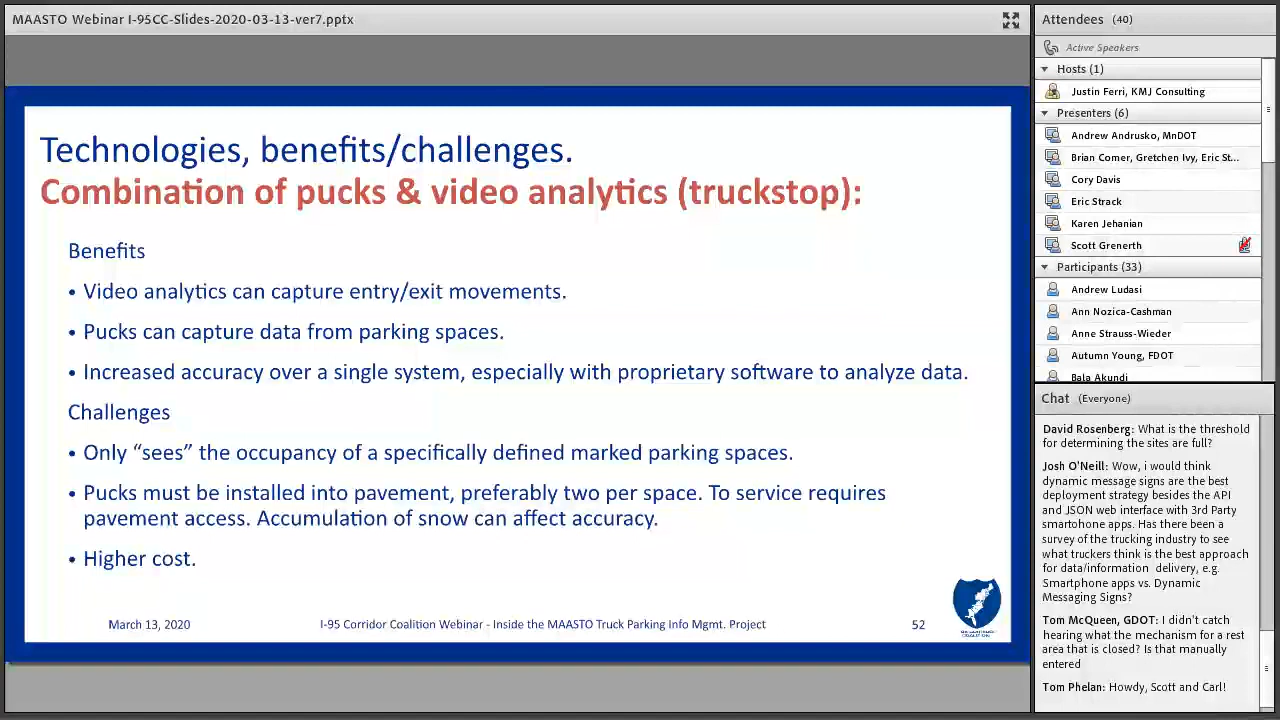 MAASTO Webinar I-95CC-Slides-2020-03-13-ver7.pptx
Technologies, benefits/challenges.
Combination of pucks & video analytics (truckstop):
Benefits
• Video analytics can capture entry/exit movements.
• Pucks can capture data from parking spaces.
• Increased accuracy over a single system, especially with proprietary software to analyze data.
Challenges
• Only “sees” the occupancy of a specifically defined marked parking spaces.
• Pucks must be installed into pavement, preferably two per space. To service requires
pavement access. Accumulation of snow can affect accuracy.
• Higher cost.
March 13, 2020
I-95 Corridor Coalition Webinar - Inside the MAASTO Truck Parking Info Mgmt. Project
52
Attendees (40)
Active Speakers
Hosts (1)
Justin Ferri, KMJ Consulting
Presenters (6)
Andrew Andrusko, MnDOT
Brian Comer, Gretchen Ivy, Eric St...
Cory Davis
Eric Strack
Karen Jehanian
Scott Grenerth
Participants (33)
Andrew Ludasi
Ann Nozica-Cashman
Anne Strauss-Wieder
Autumn Young, FDOT
Bala Akundi
Chat (Everyone)
David Rosenberg: What is the threshold
for determining the sites are full?
Josh O'Neill: Wow, i would think
dynamic message signs are the best
deployment strategy besides the API
and JSON web interface with 3rd Party
smartohone apps. Has there been a
survey of the trucking industry to see
what truckers think is the best approach
for data/information delivery, e.g.
Smartphone apps vs. Dynamic
Messaging Signs?
Tom McQueen, GDOT: I didn't catch
hearing what the mechanism for a rest
area that is closed? Is that manually
entered
Tom Phelan: Howdy, Scott and Carl!